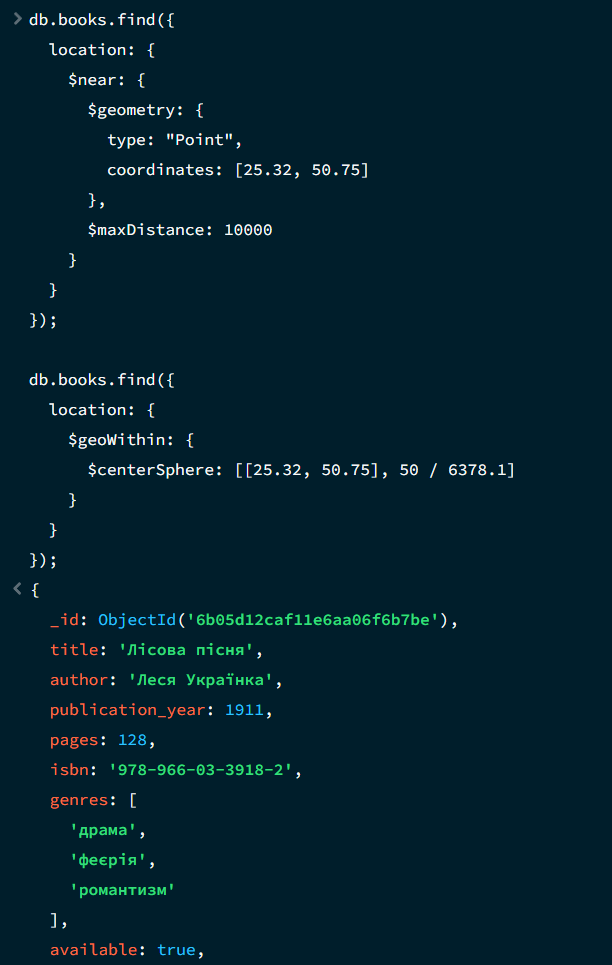 db.books.find({
  location: {
    $near: {
      $geometry: {
        type: "Point",
        coordinates: [25.32, 50.75]
      },
      $maxDistance: 10000
    }
  }
});

db.books.find({
  location: {
    $geoWithin: {
      $centerSphere: [[25.32, 50.75], 50 / 6378.1]
    }
  }
});
{
  _id: ObjectId('6b05d12caf11e6aa06f6b7be'),
  title: 'Лісова пісня',
  author: 'Леся Українка',
  publication_year: 1911,
  pages: 128,
  isbn: '978-966-03-3918-2',
  genres: [
    'драма',
    'феєрія',
    'романтизм'
  ],
  available: true,